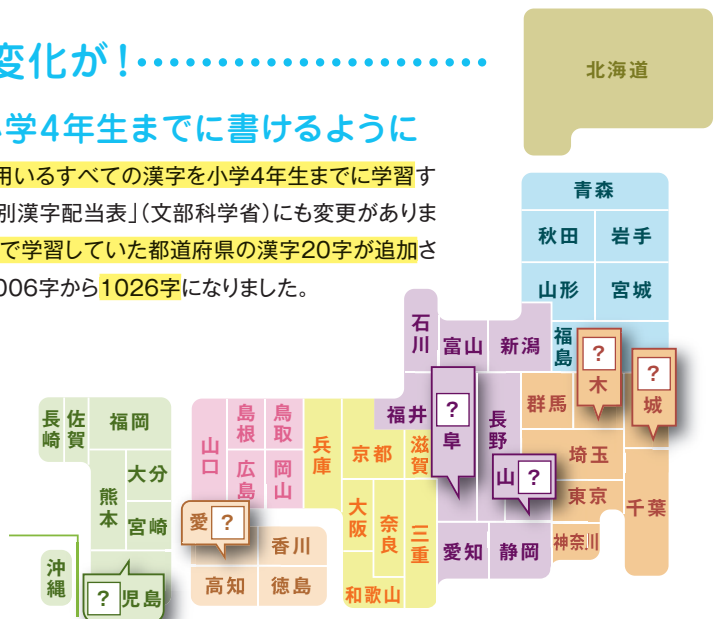 変化が！
小学4年生までに書けるように
用いるすべての漢字を小学4年生までに学習す
別漢字配当表」(文部科学省)にも変更がありま
で学習していた都道府県の漢字20字が追加さ
006字から1026字になりました。
北海道
青森
秋田
岩手
山形
宮城
福島
石川
富山
新潟
?木
?城
群馬
福井
?阜
長野
山?
埼玉
東京
千葉
神奈川
愛知
静岡
長崎
佐賀
福岡
大分
熊本
宮崎
?児島
沖縄
山口
島根
鳥取
広島
岡山
兵庫
京都
滋賀
大阪
奈良
三重
和歌山
愛?
香川
高知
徳島